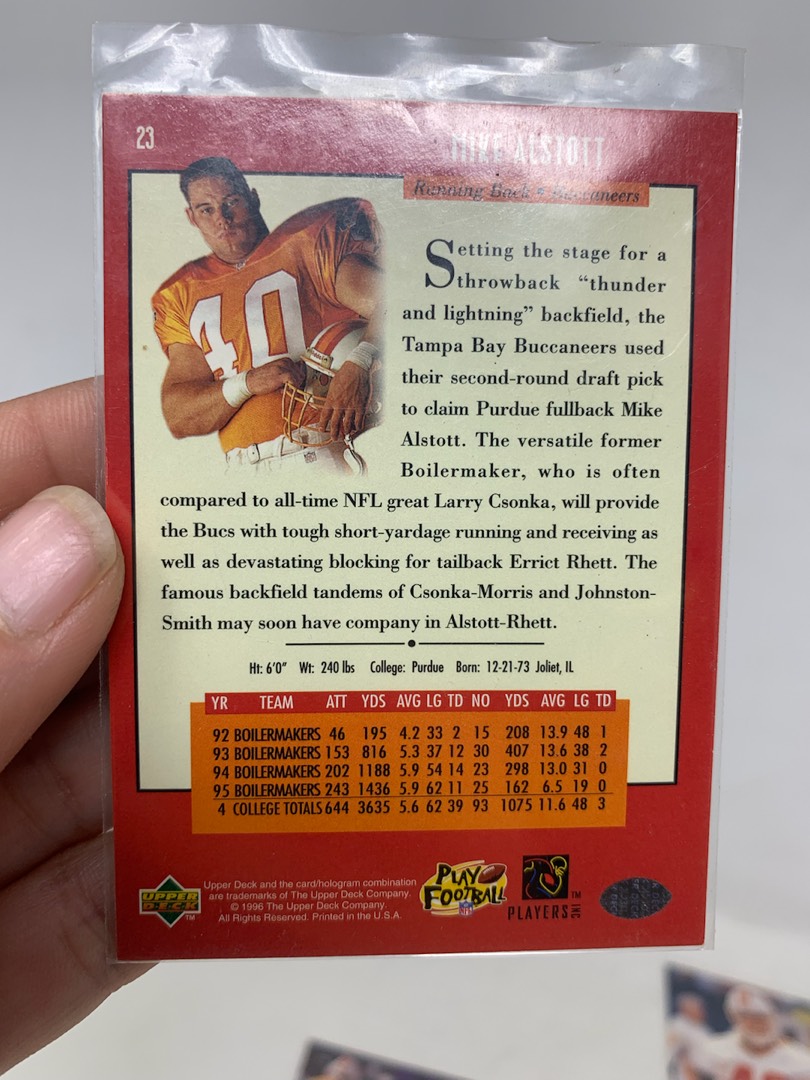 23
MIKE ALSTOTT
Running Back • Buccaneers
40
Setting the stage for a
throwback “thunder
and lightning” backfield, the
Tampa Bay Buccaneers used
their second-round draft pick
to claim Purdue fullback Mike
Alstott. The versatile former
Boilermaker, who is often
compared to all-time NFL great Larry Csonka, will provide
the Bucs with tough short-yardage running and receiving as
well as devastating blocking for tailback Errict Rhett. The
famous backfield tandems of Csonka-Morris and Johnston-
Smith may soon have company in Alstott-Rhett.
Ht: 6'0" Wt: 240 lbs College: Purdue Born: 12-21-73 Joliet, IL
YR TEAM ATT YDS AVG LG TD NO YDS AVG LG TD
92 BOILERMAKERS 46 195 4.2 33 2 15 208 13.9 48 1
93 BOILERMAKERS 153 816 5.3 37 12 30 407 13.6 38 2
94 BOILERMAKERS 202 1188 5.9 54 14 23 298 13.0 31 0
95 BOILERMAKERS 243 1436 5.9 62 11 25 162 6.5 19 0
4 COLLEGE TOTALS 644 3635 5.6 62 39 93 1075 11.6 48 3
UPPER
DECK
TM
Upper Deck and the card/hologram combination
are trademarks of The Upper Deck Company.
© 1996 The Upper Deck Company.
All Rights Reserved. Printed in the U.S.A.
PLAY
FOOTBALL
NFL
PLAYERS INC TM